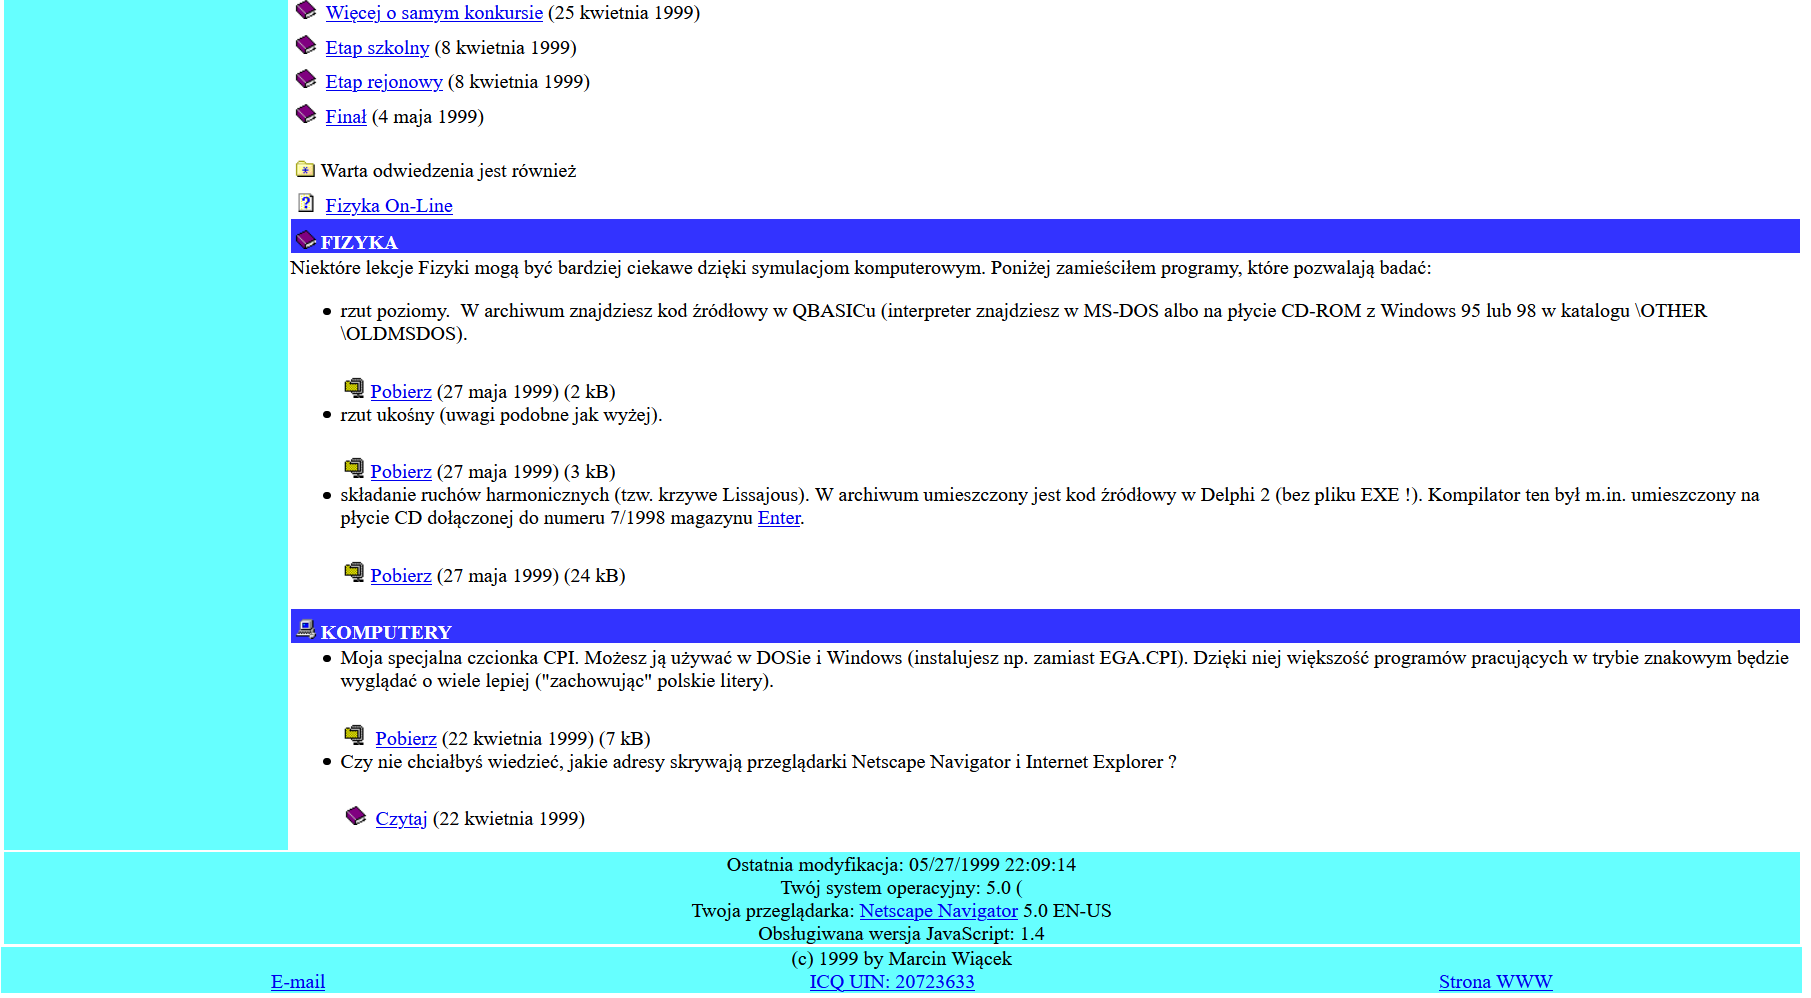 Więcej o samym konkursie (25 kwietnia 1999)
Etap szkolny (8 kwietnia 1999)
Etap rejonowy (8 kwietnia 1999)
Finał (4 maja 1999)
Warta odwiedzenia jest również
Fizyka On-Line
FIZYKA
Niektóre lekcje Fizyki mogą być bardziej ciekawe dzięki symulacjom komputerowym. Poniżej zamieściłem programy, które pozwalają badać:
rzut poziomy.  W archiwum znajdziesz kod źródłowy w QBASICu (interpreter znajdziesz w MS-DOS albo na płycie CD-ROM z Windows 95 lub 98 w katalogu \OTHER
\OLDMSDOS).
Pobierz (27 maja 1999) (2 kB)
rzut ukośny (uwagi podobne jak wyżej).
Pobierz (27 maja 1999) (3 kB)
składanie ruchów harmonicznych (tzw. krzywe Lissajous). W archiwum umieszczony jest kod źródłowy w Delphi 2 (bez pliku EXE !). Kompilator ten był m.in. umieszczony na
płycie CD dołączonej do numeru 7/1998 magazynu Enter.
Pobierz (27 maja 1999) (24 kB)
KOMPUTERY
Moja specjalna czcionka CPI. Możesz ją używać w DOSie i Windows (instalujesz np. zamiast EGA.CPI). Dzięki niej większość programów pracujących w trybie znakowym będzie
wyglądać o wiele lepiej ("zachowując" polskie litery).
Pobierz (22 kwietnia 1999) (7 kB)
Czy nie chciałbyś wiedzieć, jakie adresy skrywają przeglądarki Netscape Navigator i Internet Explorer ?
Czytaj (22 kwietnia 1999)
Ostatnia modyfikacja: 05/27/1999 22:09:14
Twój system operacyjny: 5.0 (
Twoja przeglądarka: Netscape Navigator 5.0 EN-US
Obsługiwana wersja JavaScript: 1.4
(c) 1999 by Marcin Wiącek
E-mail ICQ UIN: 20723633 Strona WWW